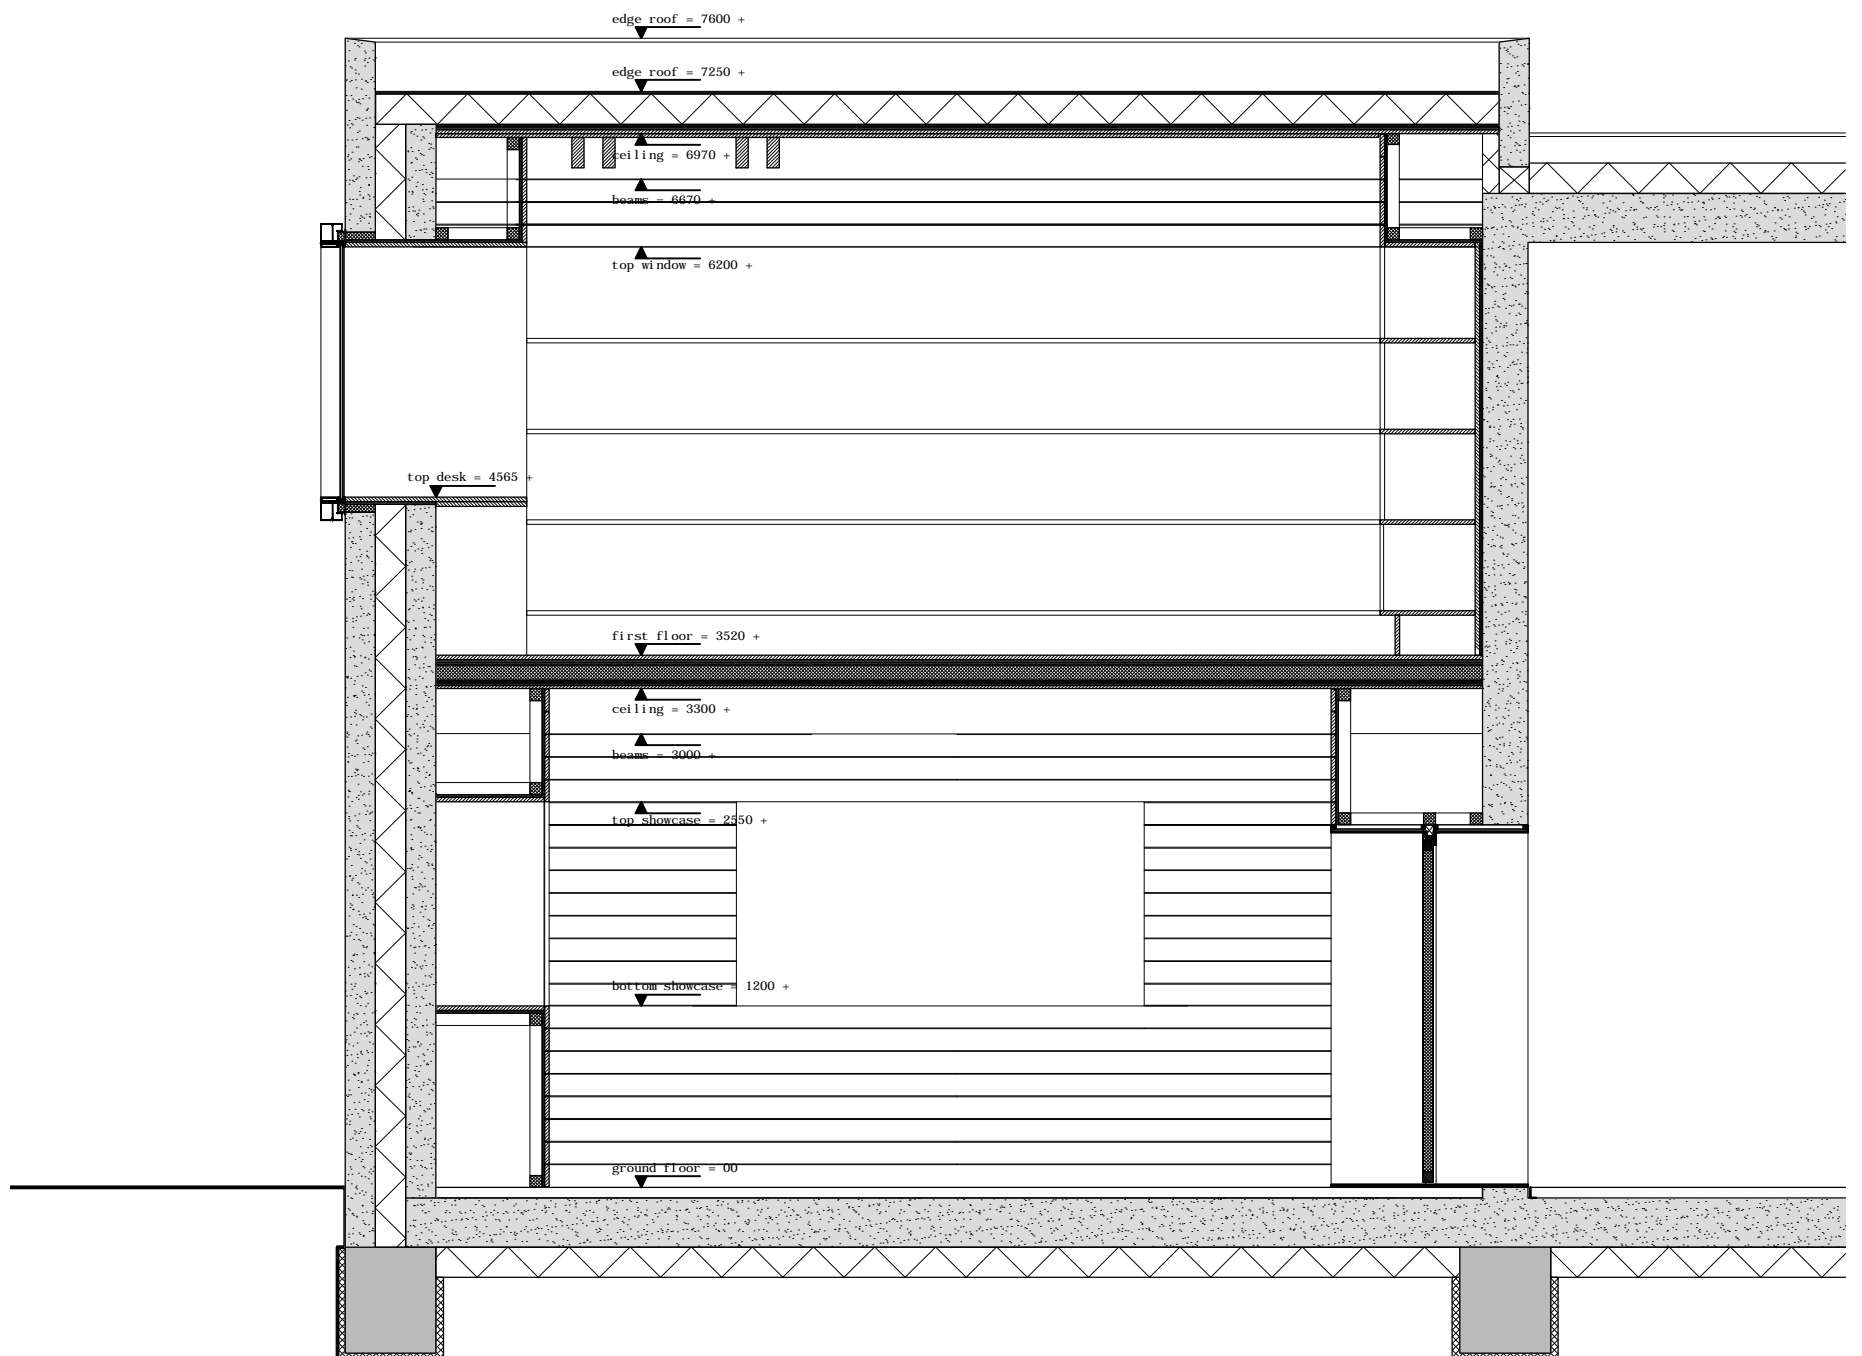 edge roof = 7600 +
edge roof = 7250 +
ceiling = 6970 +
beams = 6670 +
top window = 6200 +
top desk = 4565 +
first floor = 3520 +
ceiling = 3300 +
beams = 3000 +
top showcase = 2550 +
bottom showcase = 1200 +
ground floor = 00